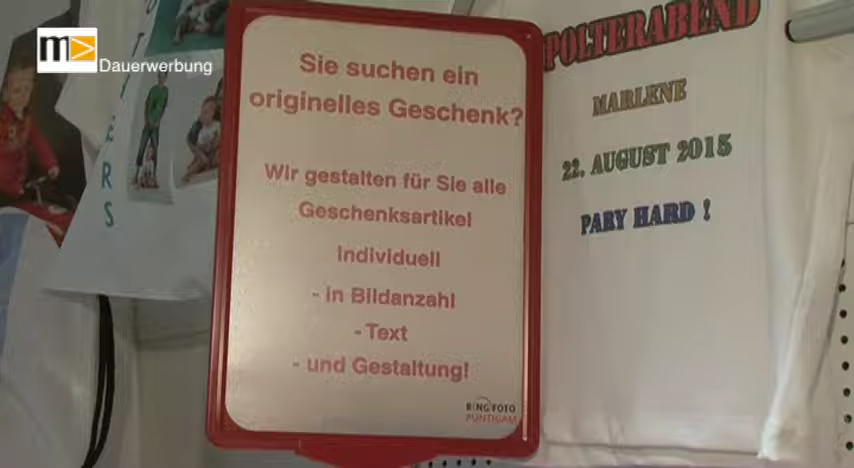 m
Dauerwerbung
Sie suchen ein
originelles Geschenk?
Wir gestalten für Sie alle
Geschenksartikel
Individuell
- in Bildanzahl
- Text
- und Gestaltung!
RINGFOTO
PUNTIGAM
POLTERABEND
MARLENE
22. AUGUST 2015
PARY HARD !
ERS